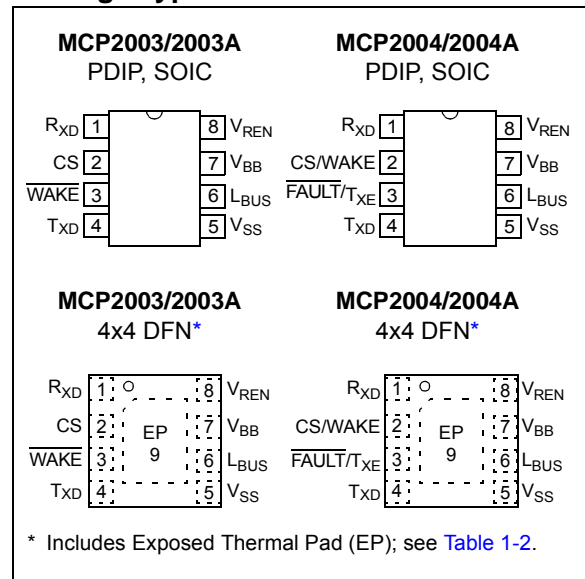 MCP2003/2003A
PDIP, SOIC
RXD 1
CS 2
WAKE 3
TXD 4
8 VREN
7 VBB
6 LBUS
5 VSS
MCP2004/2004A
PDIP, SOIC
RXD 1
CS/WAKE 2
FAULT/TXE 3
TXD 4
8 VREN
7 VBB
6 LBUS
5 VSS
MCP2003/2003A
4x4 DFN*
RXD 1
CS 2
WAKE 3
TXD 4
EP
9
8 VREN
7 VBB
6 LBUS
5 VSS
MCP2004/2004A
4x4 DFN*
RXD 1
CS/WAKE 2
FAULT/TXE 3
TXD 4
EP
9
8 VREN
7 VBB
6 LBUS
5 VSS
* Includes Exposed Thermal Pad (EP); see Table 1-2.